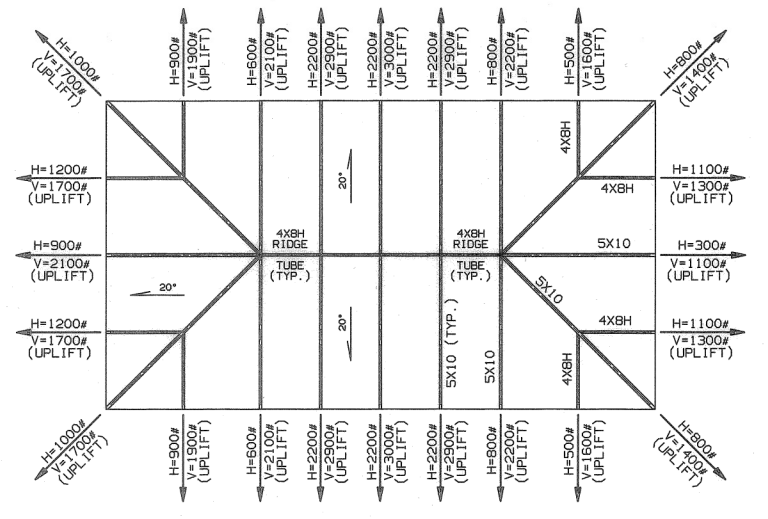 H=1000#
V=1700#
(UPLIFT)
H=900#
V=1900#
(UPLIFT)
H=600#
V=2100#
(UPLIFT)
H=2200#
V=2900#
(UPLIFT)
H=2200#
V=3000#
(UPLIFT)
H=2200#
V=2900#
(UPLIFT)
H=800#
V=2200#
(UPLIFT)
H=500#
V=1600#
(UPLIFT)
H=800#
V=1400#
(UPLIFT)
H=1200#
V=1700#
(UPLIFT)
20°
4X8H
4X8H
H=1100#
V=1300#
(UPLIFT)
H=900#
V=2100#
(UPLIFT)
4X8H
RIDGE
TUBE
(TYP.)
4X8H
RIDGE
TUBE
(TYP.)
5X10
H=300#
V=1100#
(UPLIFT)
20°
5X10
H=1200#
V=1700#
(UPLIFT)
20°
5X10 (TYP.)
5X10
4X8H
4X8H
H=1100#
V=1300#
(UPLIFT)
H=1000#
V=1700#
(UPLIFT)
H=900#
V=1900#
(UPLIFT)
H=600#
V=2100#
(UPLIFT)
H=2200#
V=2900#
(UPLIFT)
H=2200#
V=3000#
(UPLIFT)
H=2200#
V=2900#
(UPLIFT)
H=800#
V=2200#
(UPLIFT)
H=500#
V=1600#
(UPLIFT)
H=800#
V=1400#
(UPLIFT)